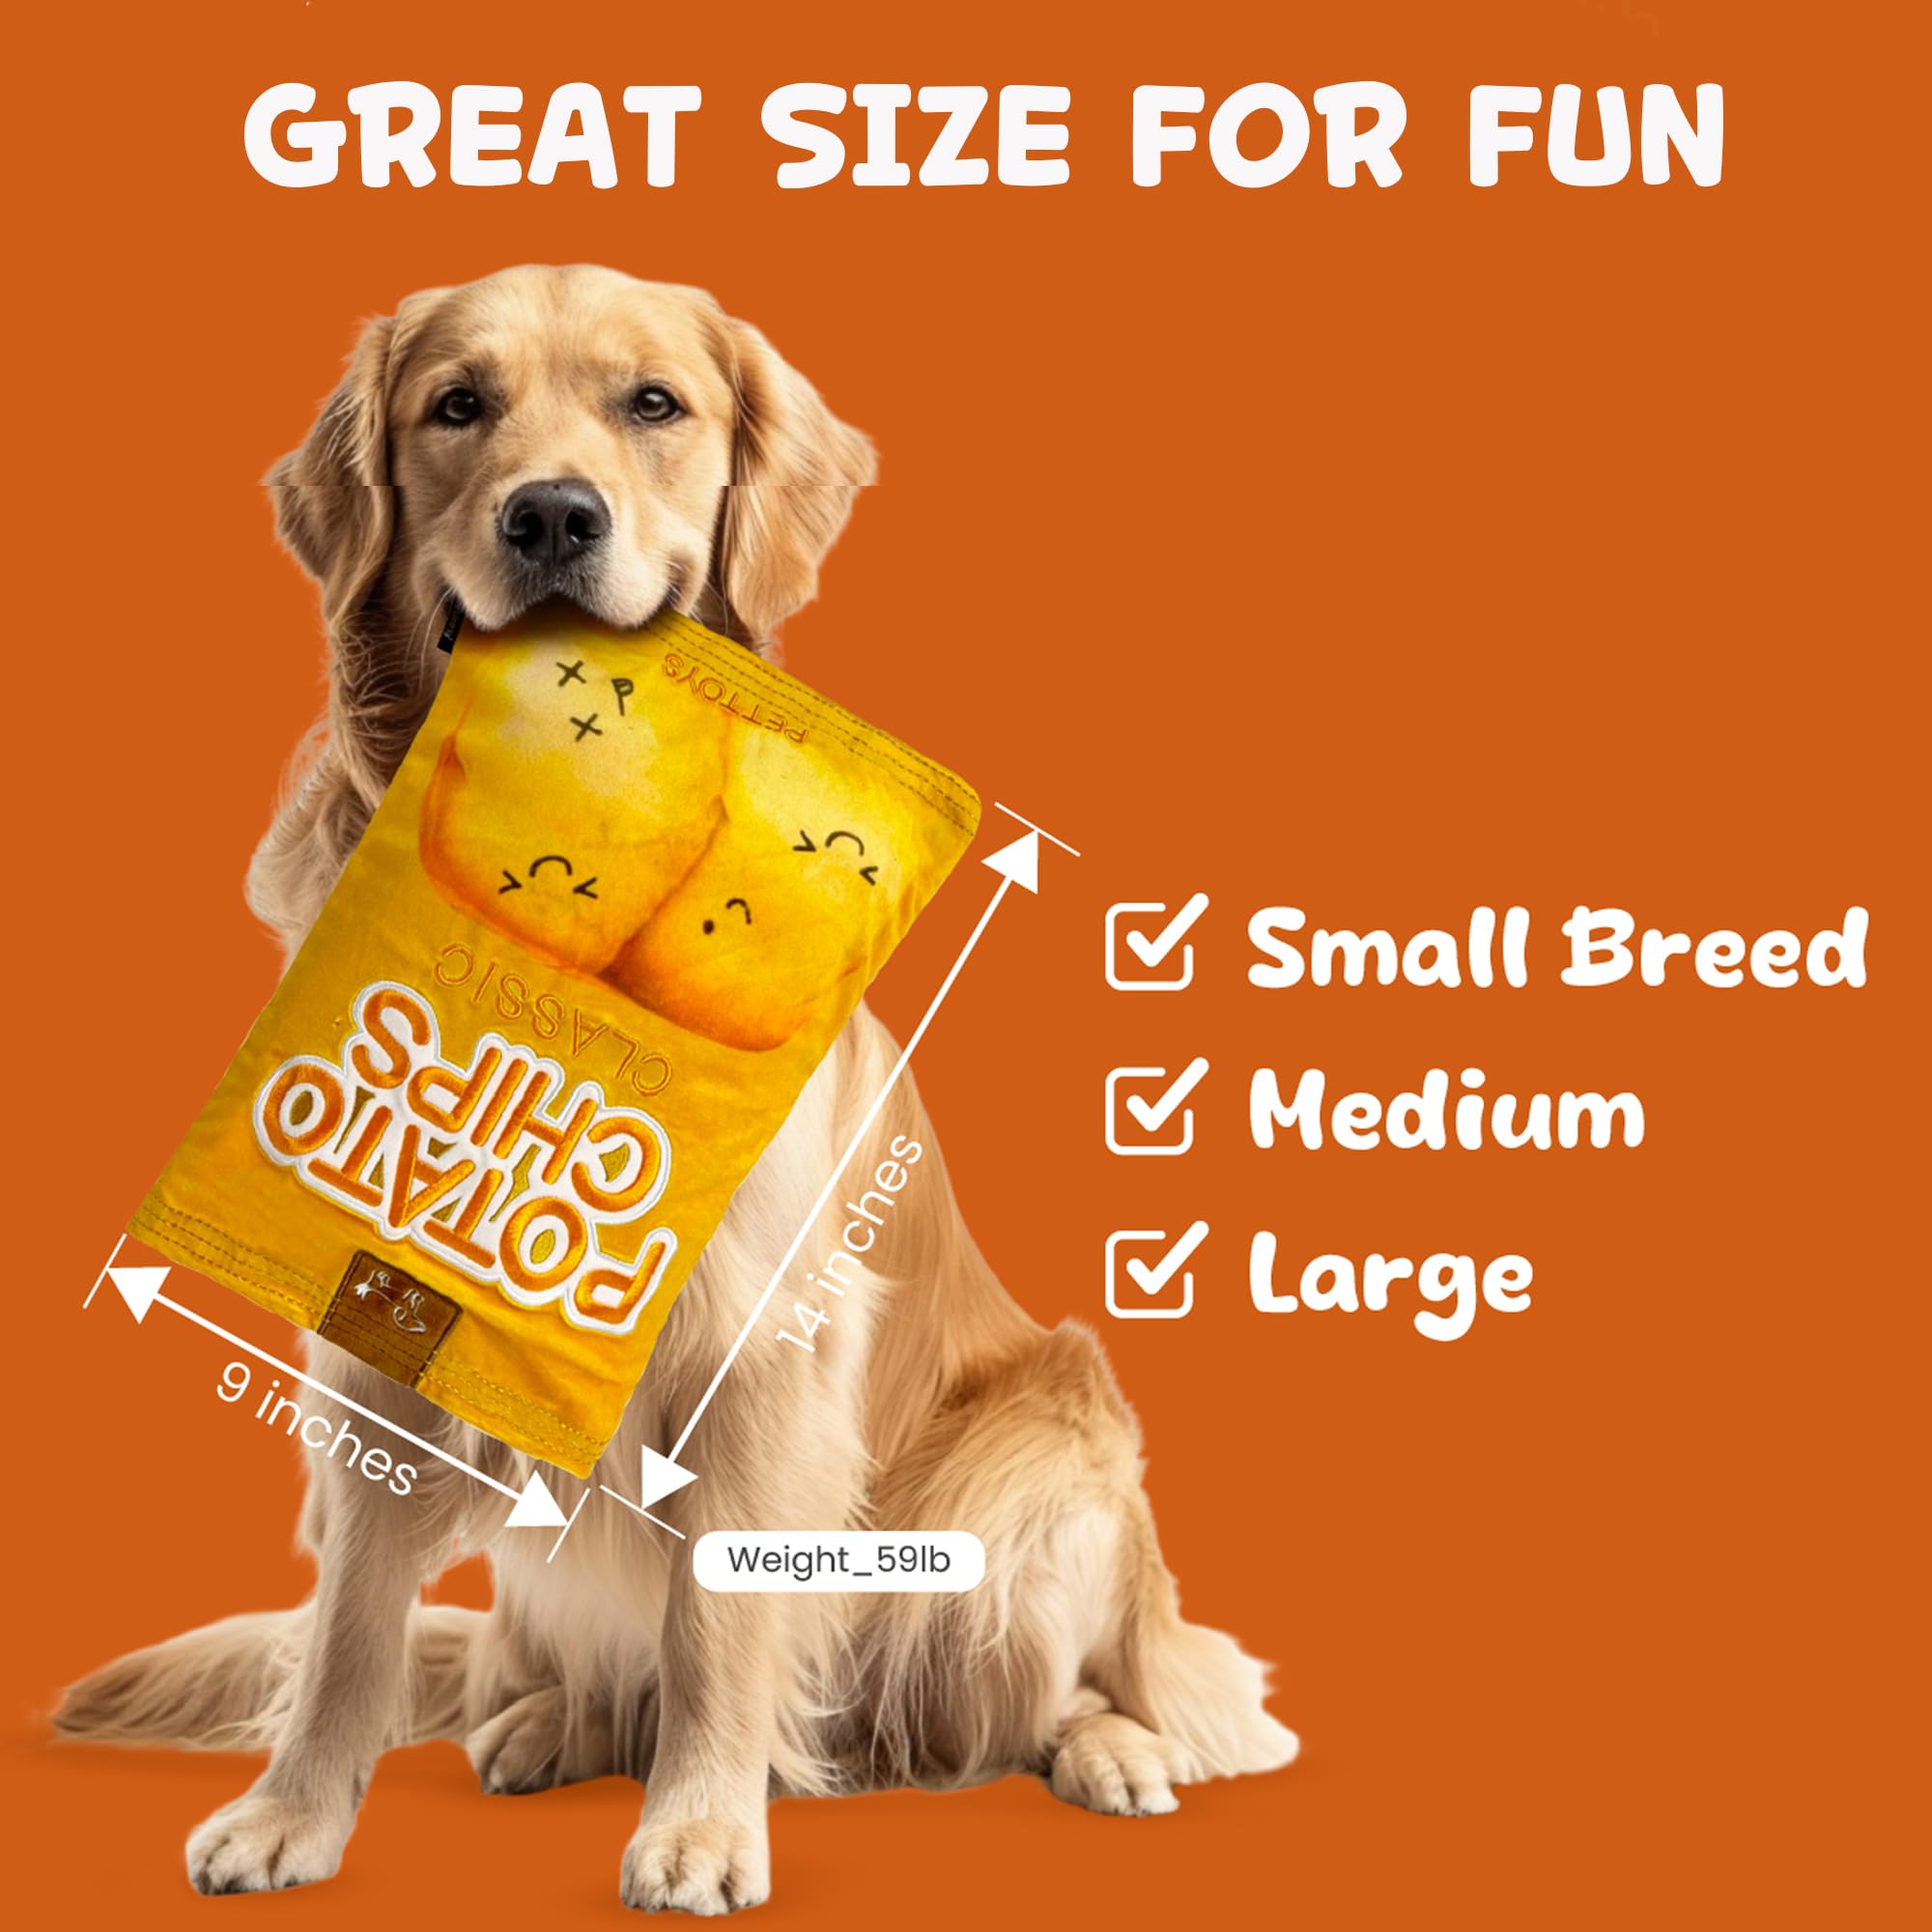 GREAT SIZE FOR FUN
PETTOYS
CLASSIC
POTATO
CHIPS
Small Breed
Medium
Large
14 inches
9 inches
Weight_59lb